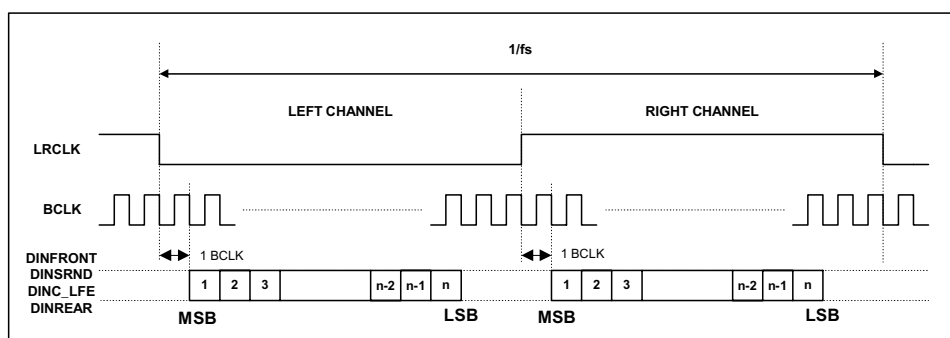 1/fs
LEFT CHANNEL RIGHT CHANNEL
LRCLK
BCLK
1 BCLK 1 BCLK
DINFRONT
DINSRND
DINC_LFE
DINREAR
1 2 3 n-2 n-1 n 1 2 3 n-2 n-1 n
MSB LSB MSB LSB